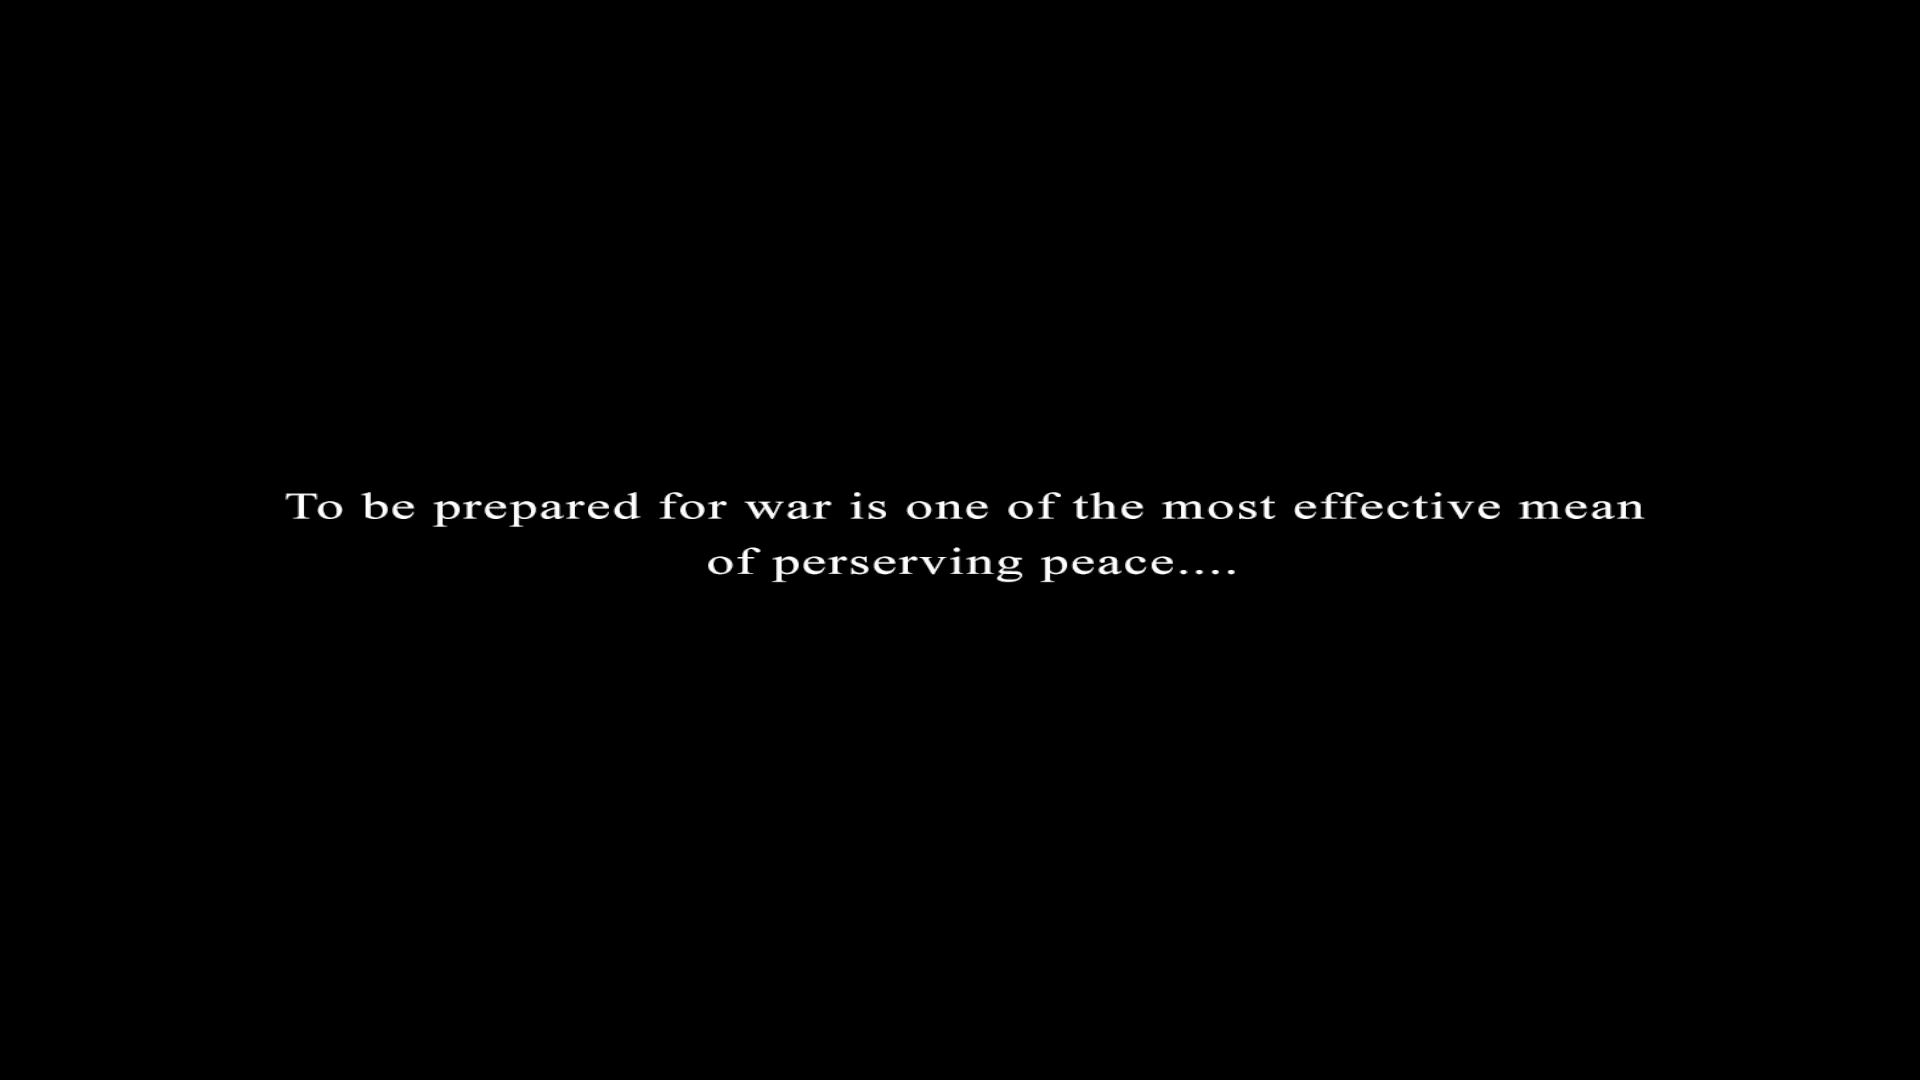 To be prepared for war is one of the most effective mean
of perserving peace....